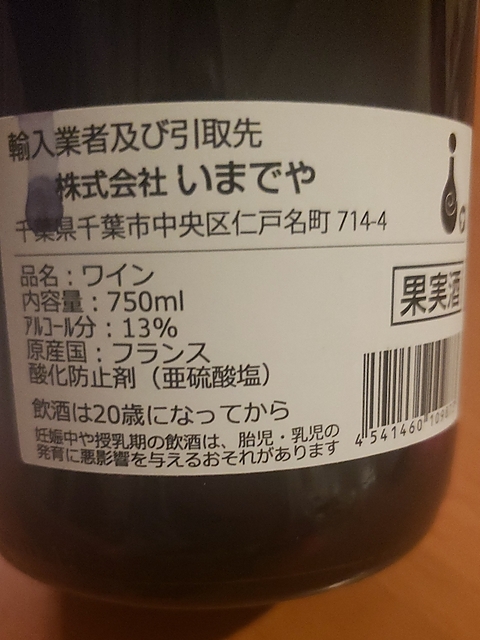 輸入業者及び引取先
株式会社 いまでや
千葉県千葉市中央区仁戸名町 714-4
品名：ワイン
内容量：750ml
ｱﾙｺｰﾙ分：13%
原産国：フランス
酸化防止剤（亜硫酸塩）
果実酒
飲酒は20歳になってから
妊娠中や授乳期の飲酒は、胎児・乳児の
発育に悪影響を与えるおそれがあります
4 541460 109